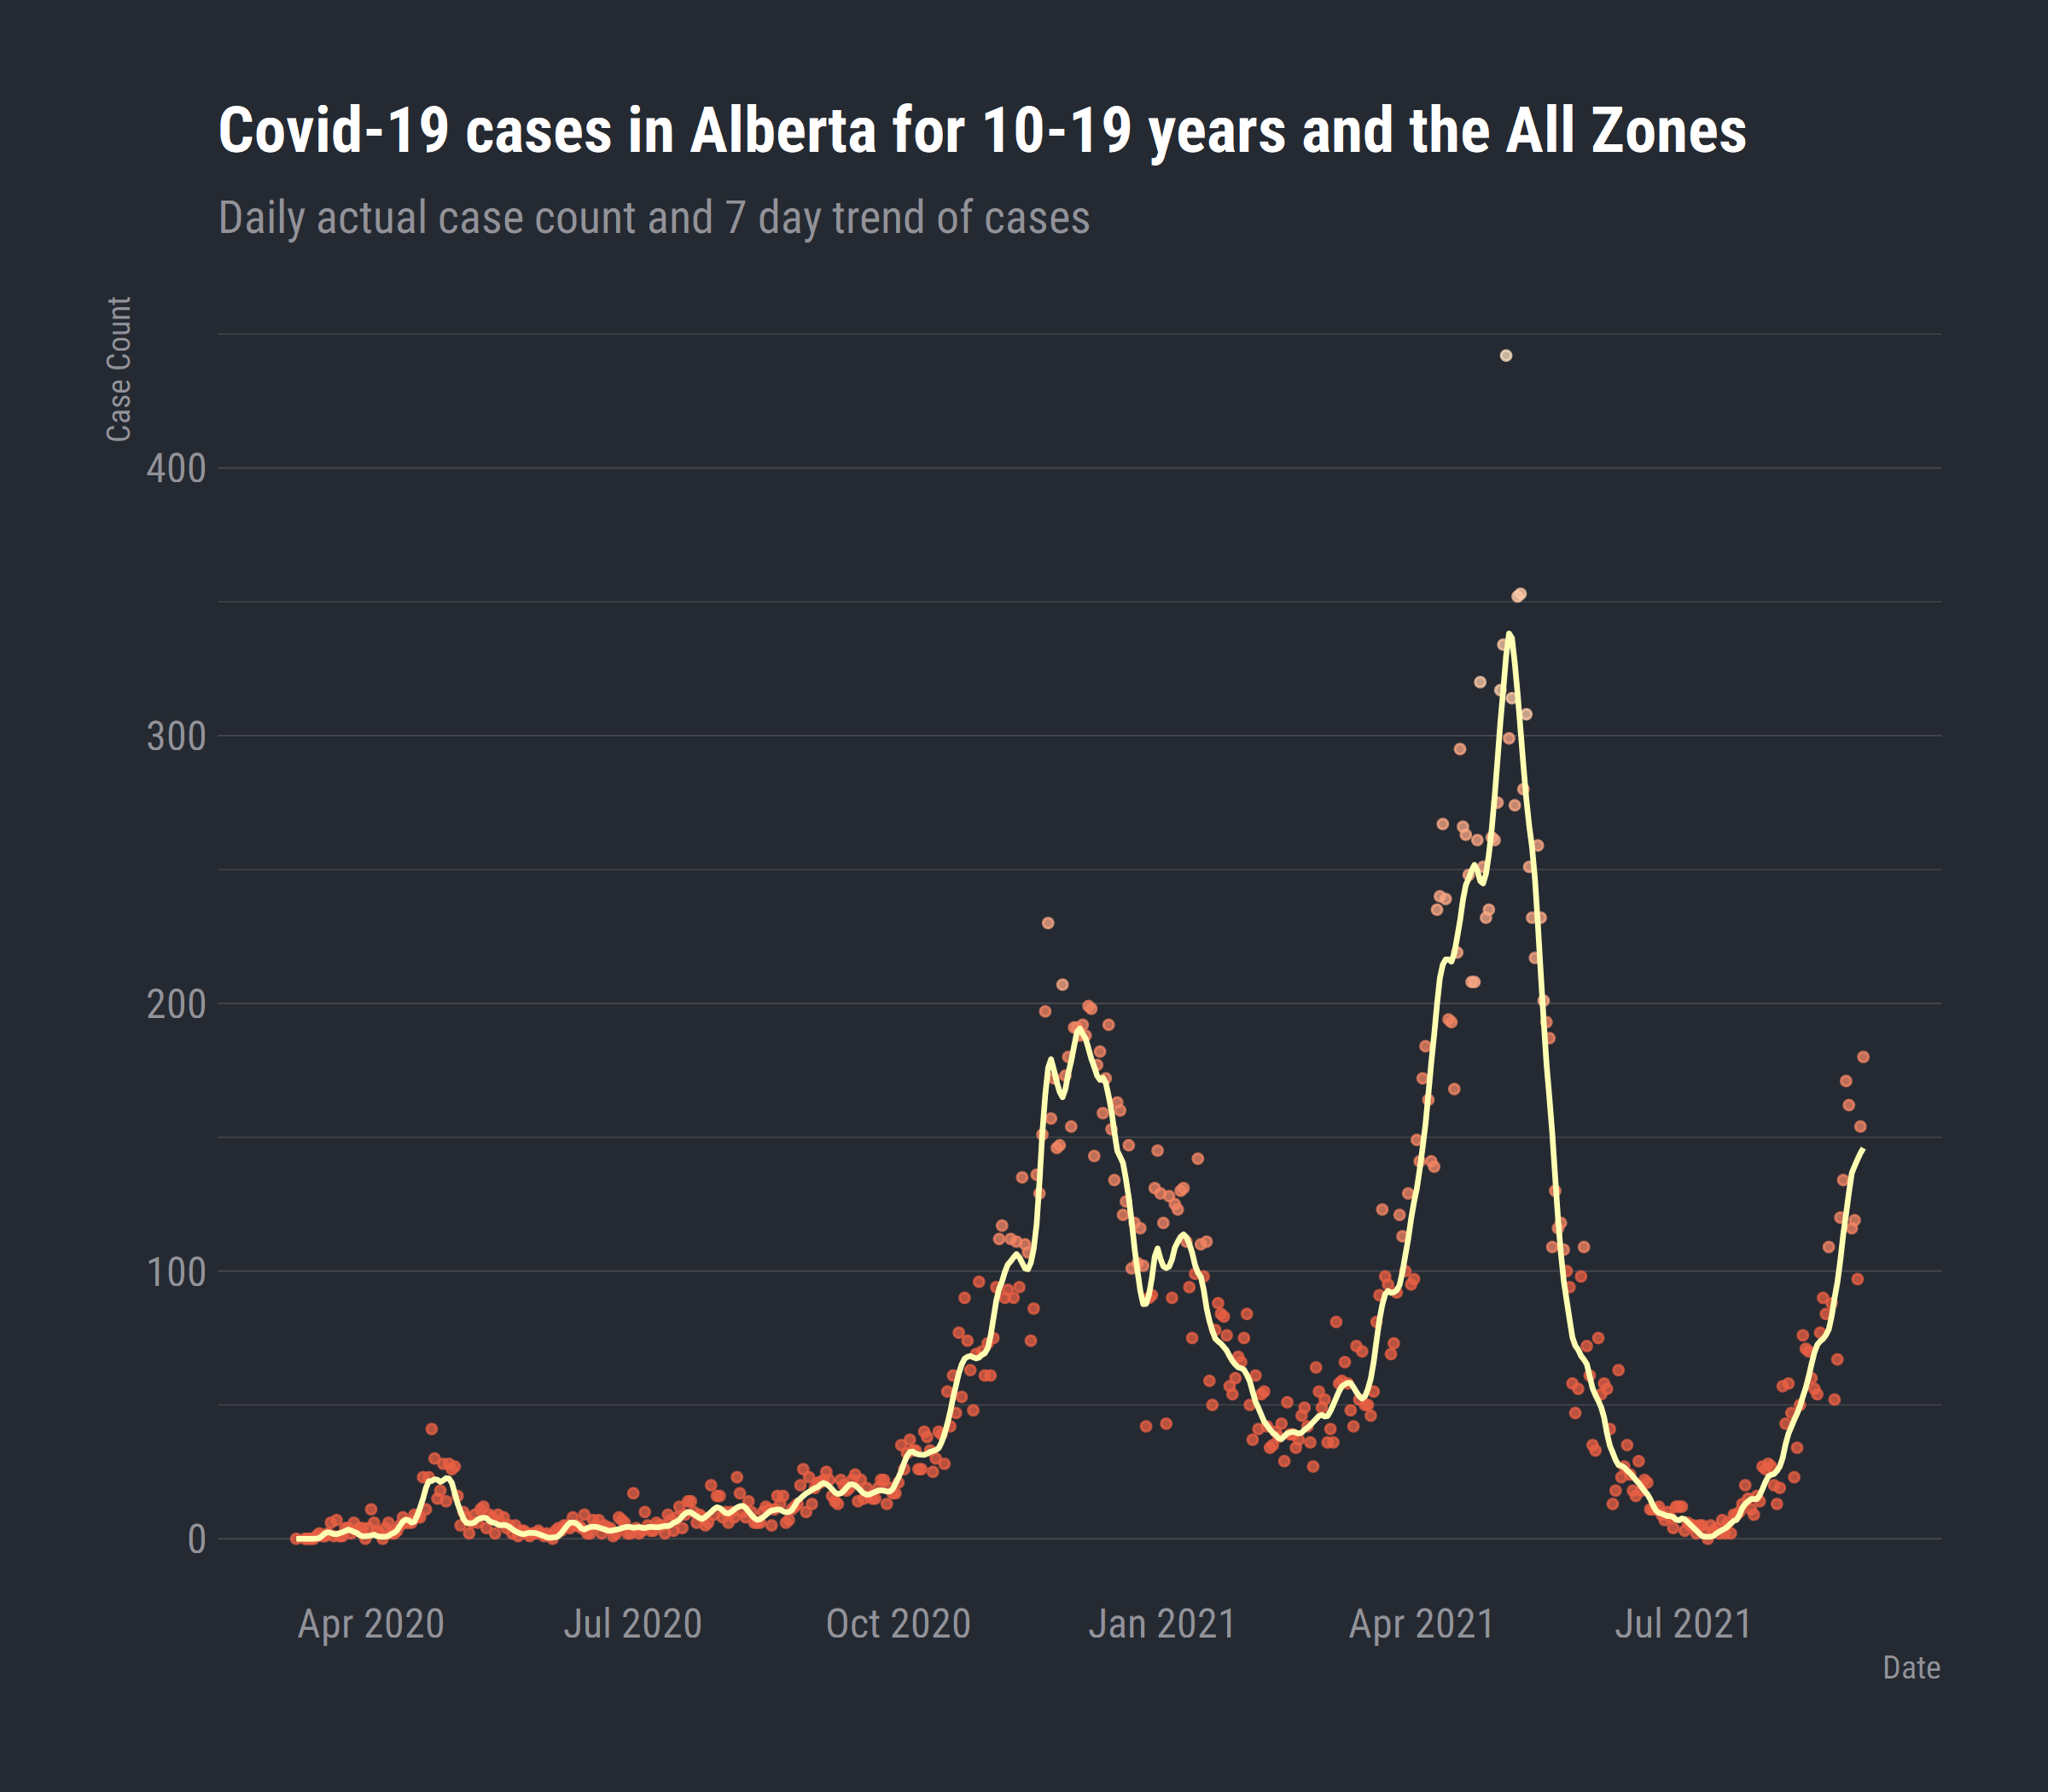 Covid-19 cases in Alberta for 10-19 years and the All Zones
Daily actual case count and 7 day trend of cases
Case Count
400
300
200
100
0
Apr 2020
Jul 2020
Oct 2020
Jan 2021
Apr 2021
Jul 2021
Date